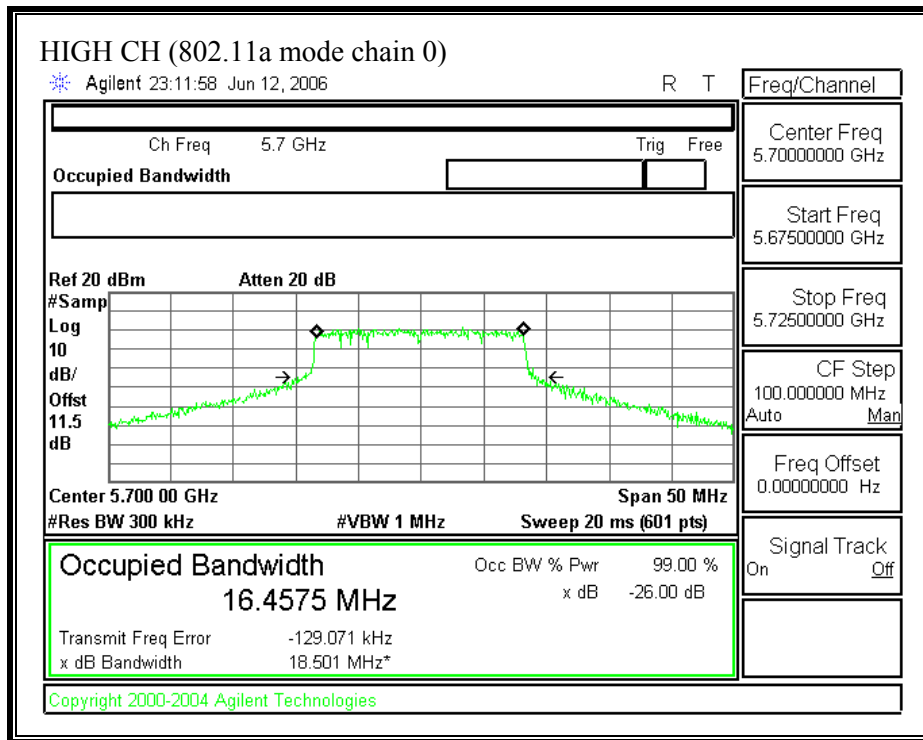 HIGH CH (802.11a mode chain 0)
Agilent 23:11:58 Jun 12, 2006 R T
Freq/Channel
Ch Freq 5.7 GHz Trig Free
Occupied Bandwidth
Center Freq
5.70000000 GHz
Start Freq
5.67500000 GHz
Stop Freq
5.72500000 GHz
CF Step
100.000000 MHz
Auto Man
Freq Offset
0.00000000 Hz
Signal Track
On Off
Ref 20 dBm Atten 20 dB
#Samp
Log
10
dB/
Offst
11.5
dB
Center 5.700 00 GHz Span 50 MHz
#Res BW 300 kHz #VBW 1 MHz Sweep 20 ms (601 pts)
Occupied Bandwidth Occ BW % Pwr 99.00 %
16.4575 MHz x dB -26.00 dB
Transmit Freq Error -129.071 kHz
x dB Bandwidth 18.501 MHz*
Copyright 2000-2004 Agilent Technologies